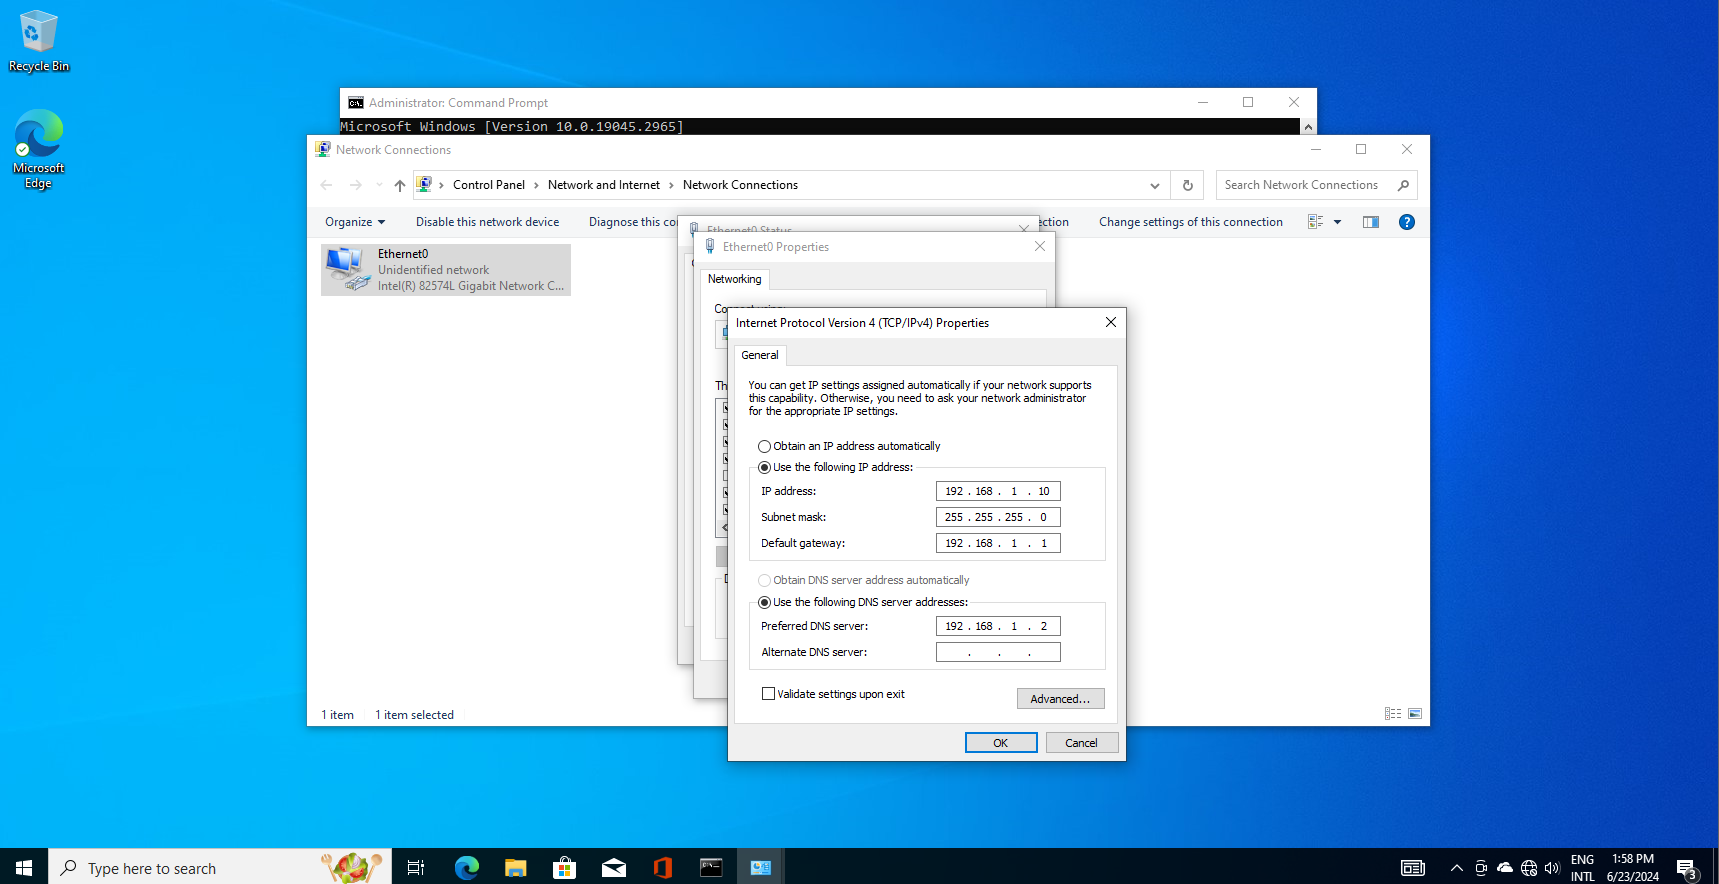 Recycle Bin
Microsoft
Edge
Administrator: Command Prompt
Microsoft Windows [Version 10.0.19045.2965]
Network Connections
Control Panel > Network and Internet > Network Connections
Search Network Connections
Organize
Disable this network device
Diagnose this
Change settings of this connection
Ethernet0
Unidentified network
Intel(R) 82574L Gigabit Network C...
Ethernet0 Status
Ethernet0 Properties
Networking
Internet Protocol Version 4 (TCP/IPv4) Properties
General
You can get IP settings assigned automatically if your network supports
this capability. Otherwise, you need to ask your network administrator
for the appropriate IP settings.
Obtain an IP address automatically
Use the following IP address:
IP address:
192 . 168 . 1 . 10
Subnet mask:
255 . 255 . 255 . 0
Default gateway:
192 . 168 . 1 . 1
Obtain DNS server address automatically
Use the following DNS server addresses:
Preferred DNS server:
192 . 168 . 1 . 2
Alternate DNS server:
. . .
Validate settings upon exit
Advanced...
OK
Cancel
1 item
1 item selected
Type here to search
ENG
INTL
1:58 PM
6/23/2024
3